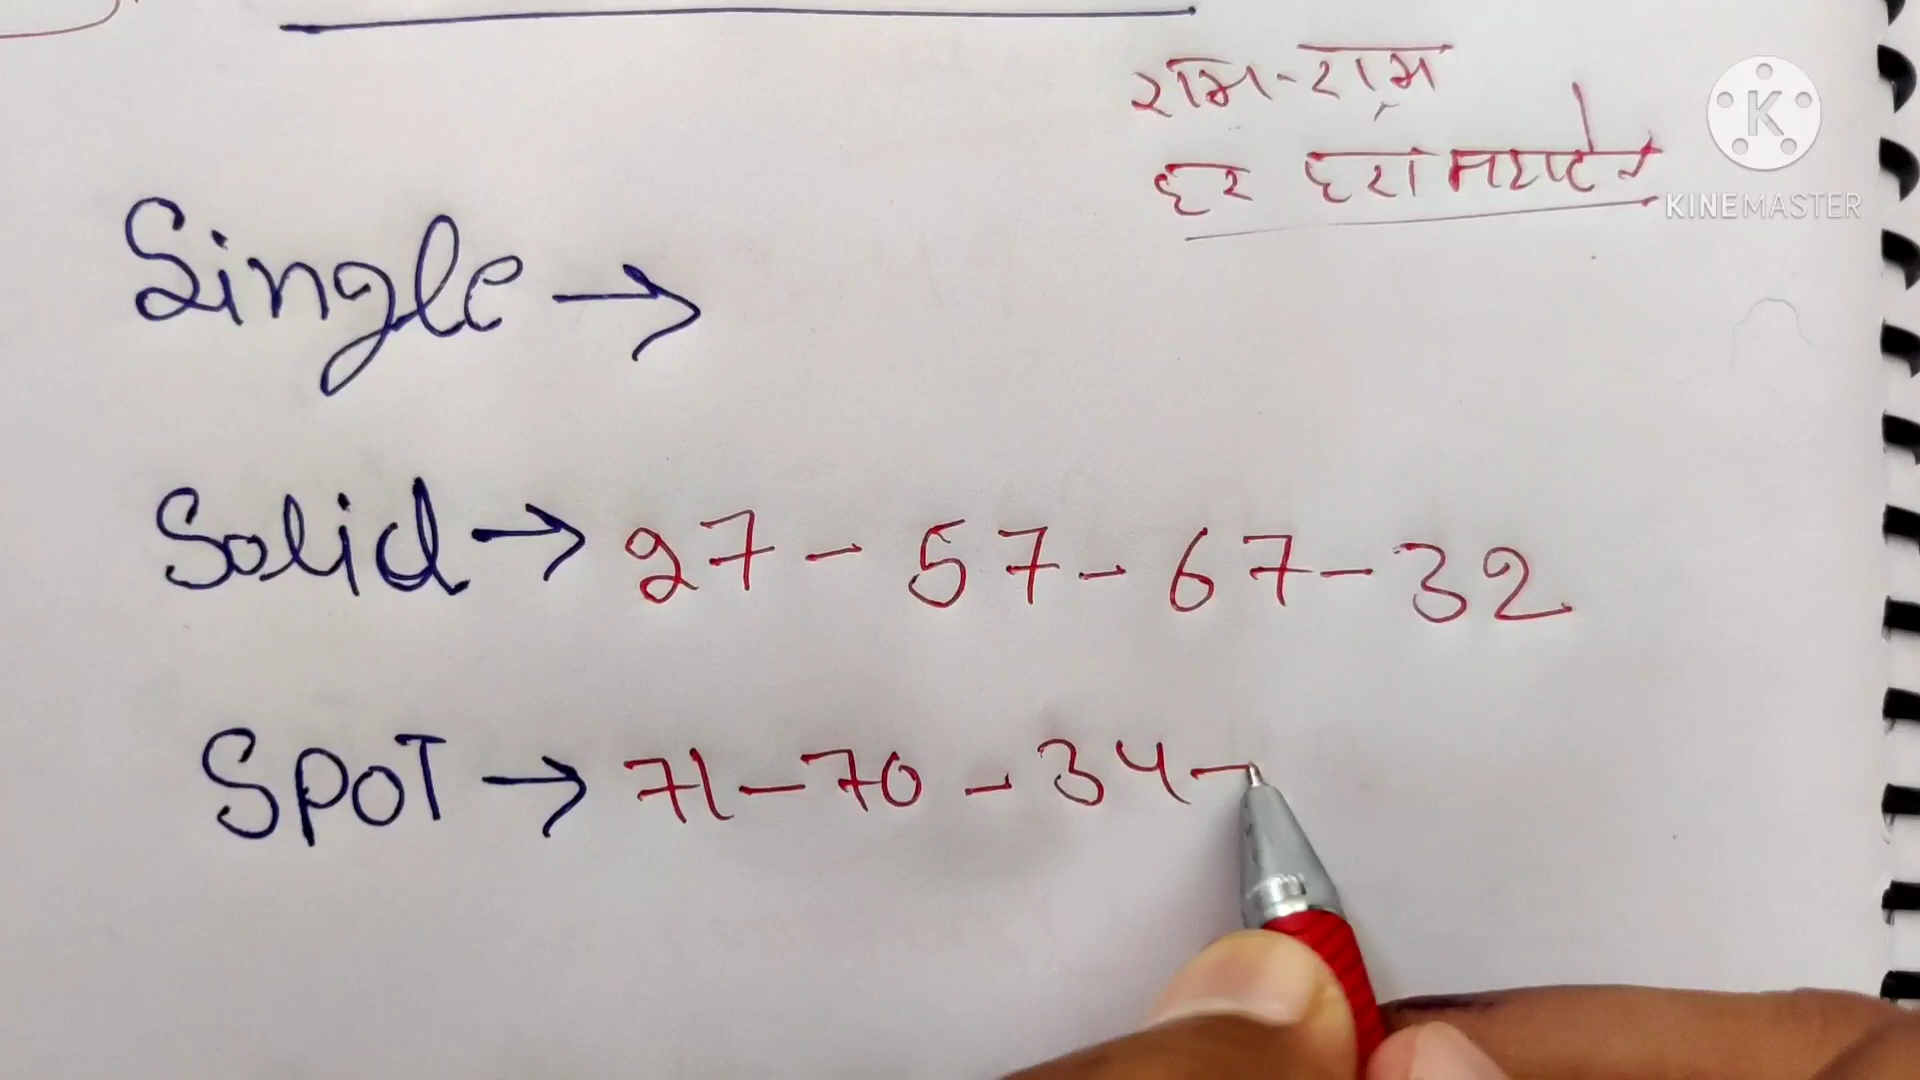 राम-राम
KINEMASTER
Single →
Solid → 27 - 57 - 67 - 32
SPOT → 71 - 70 - 34 -